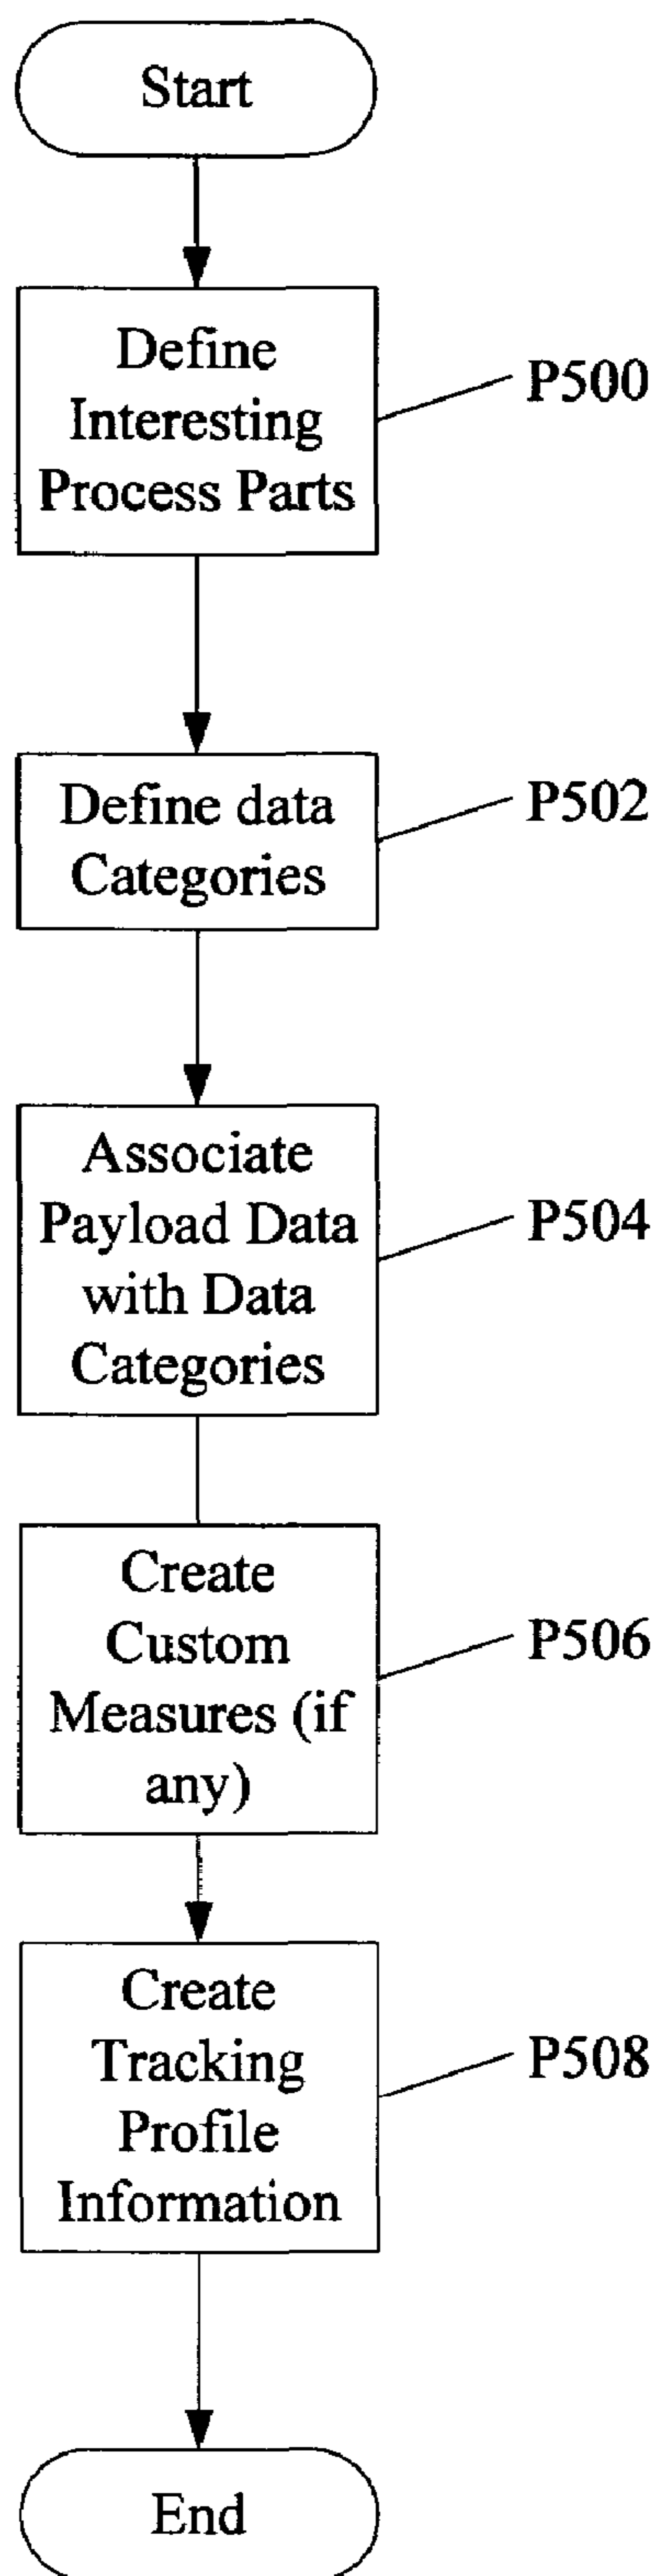 Start
Define
Interesting
Process Parts
P500
Define data
Categories
P502
Associate
Payload Data
with Data
Categories
P504
Create
Custom
Measures (if
any)
P506
Create
Tracking
Profile
Information
P508
End